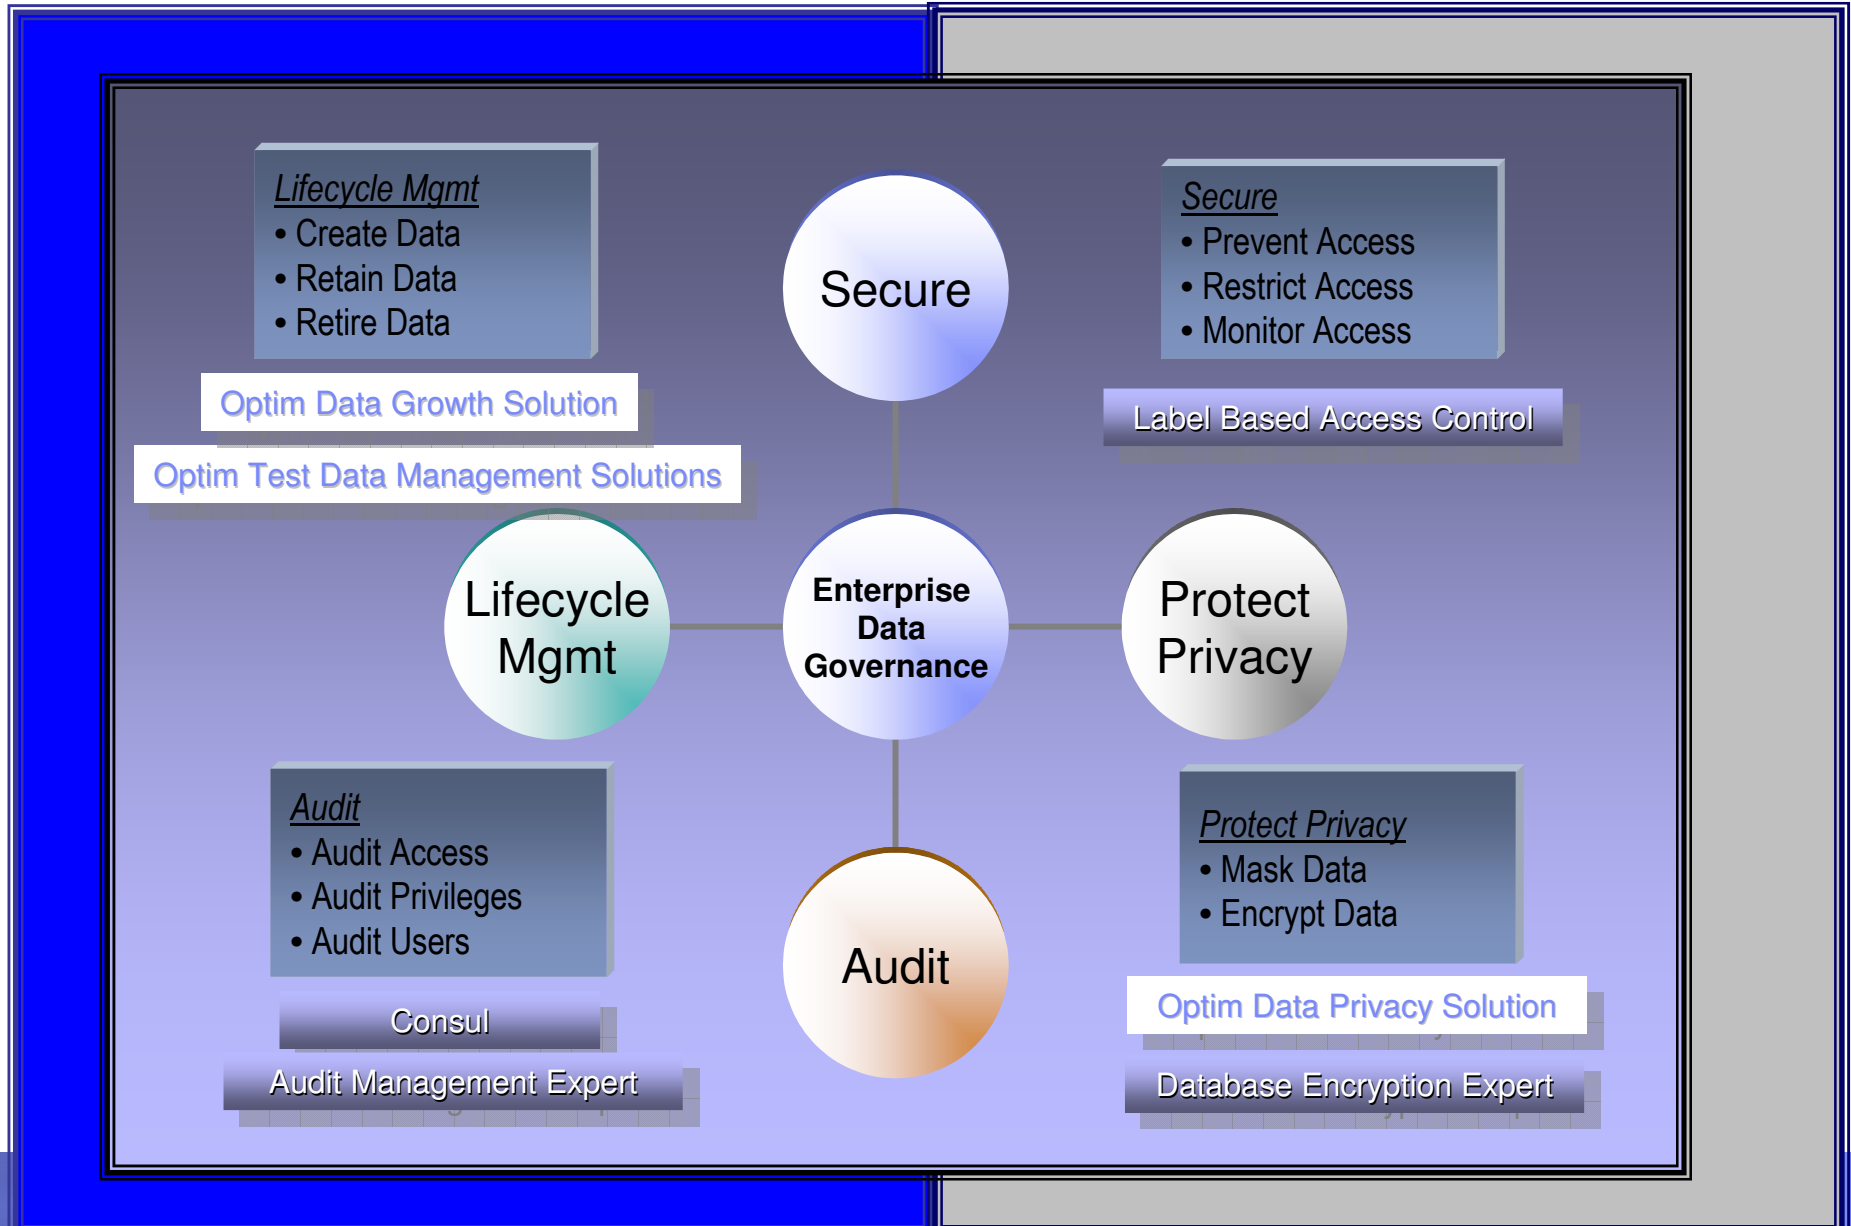 Lifecycle Mgmt
• Create Data
• Retain Data
• Retire Data
Optim Data Growth Solution
Optim Test Data Management Solutions
Secure
Secure
• Prevent Access
• Restrict Access
• Monitor Access
Label Based Access Control
Lifecycle
Mgmt
Enterprise
Data
Governance
Protect
Privacy
Audit
• Audit Access
• Audit Privileges
• Audit Users
Consul
Audit Management Expert
Audit
Protect Privacy
• Mask Data
• Encrypt Data
Optim Data Privacy Solution
Database Encryption Expert